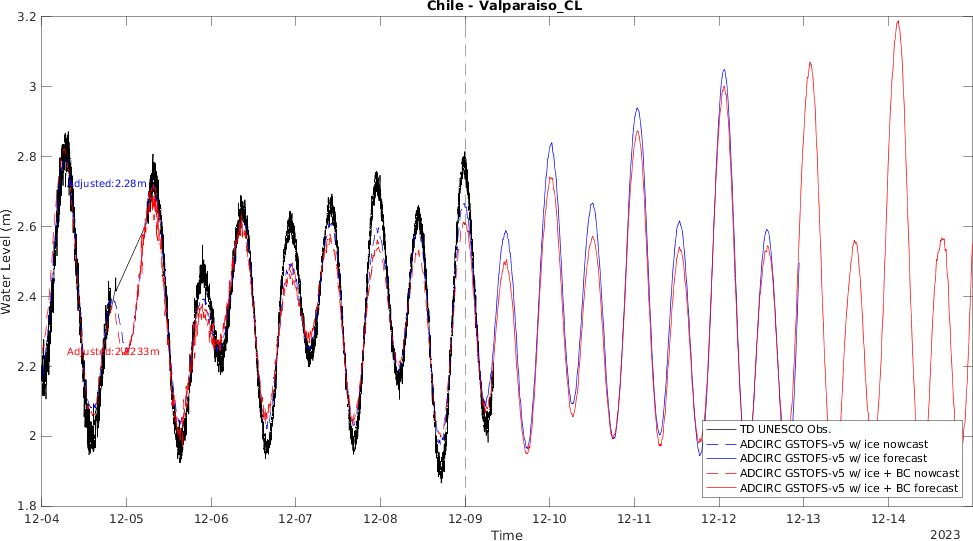 Chile - Valparaiso_CL
3.2
3
2.8
2.6
2.4
2.2
2
1.8
Water Level (m)
Adjusted:2.28m
TD UNESCO Obs.
ADCIRC GSTOFS-v5 w/ ice nowcast
ADCIRC GSTOFS-v5 w/ ice forecast
ADCIRC GSTOFS-v5 w/ ice + BC nowcast
ADCIRC GSTOFS-v5 w/ ice + BC forecast
12-04 12-05 12-06 12-07 12-08 12-09 12-10 12-11 12-12 12-13 12-14
Time
2023